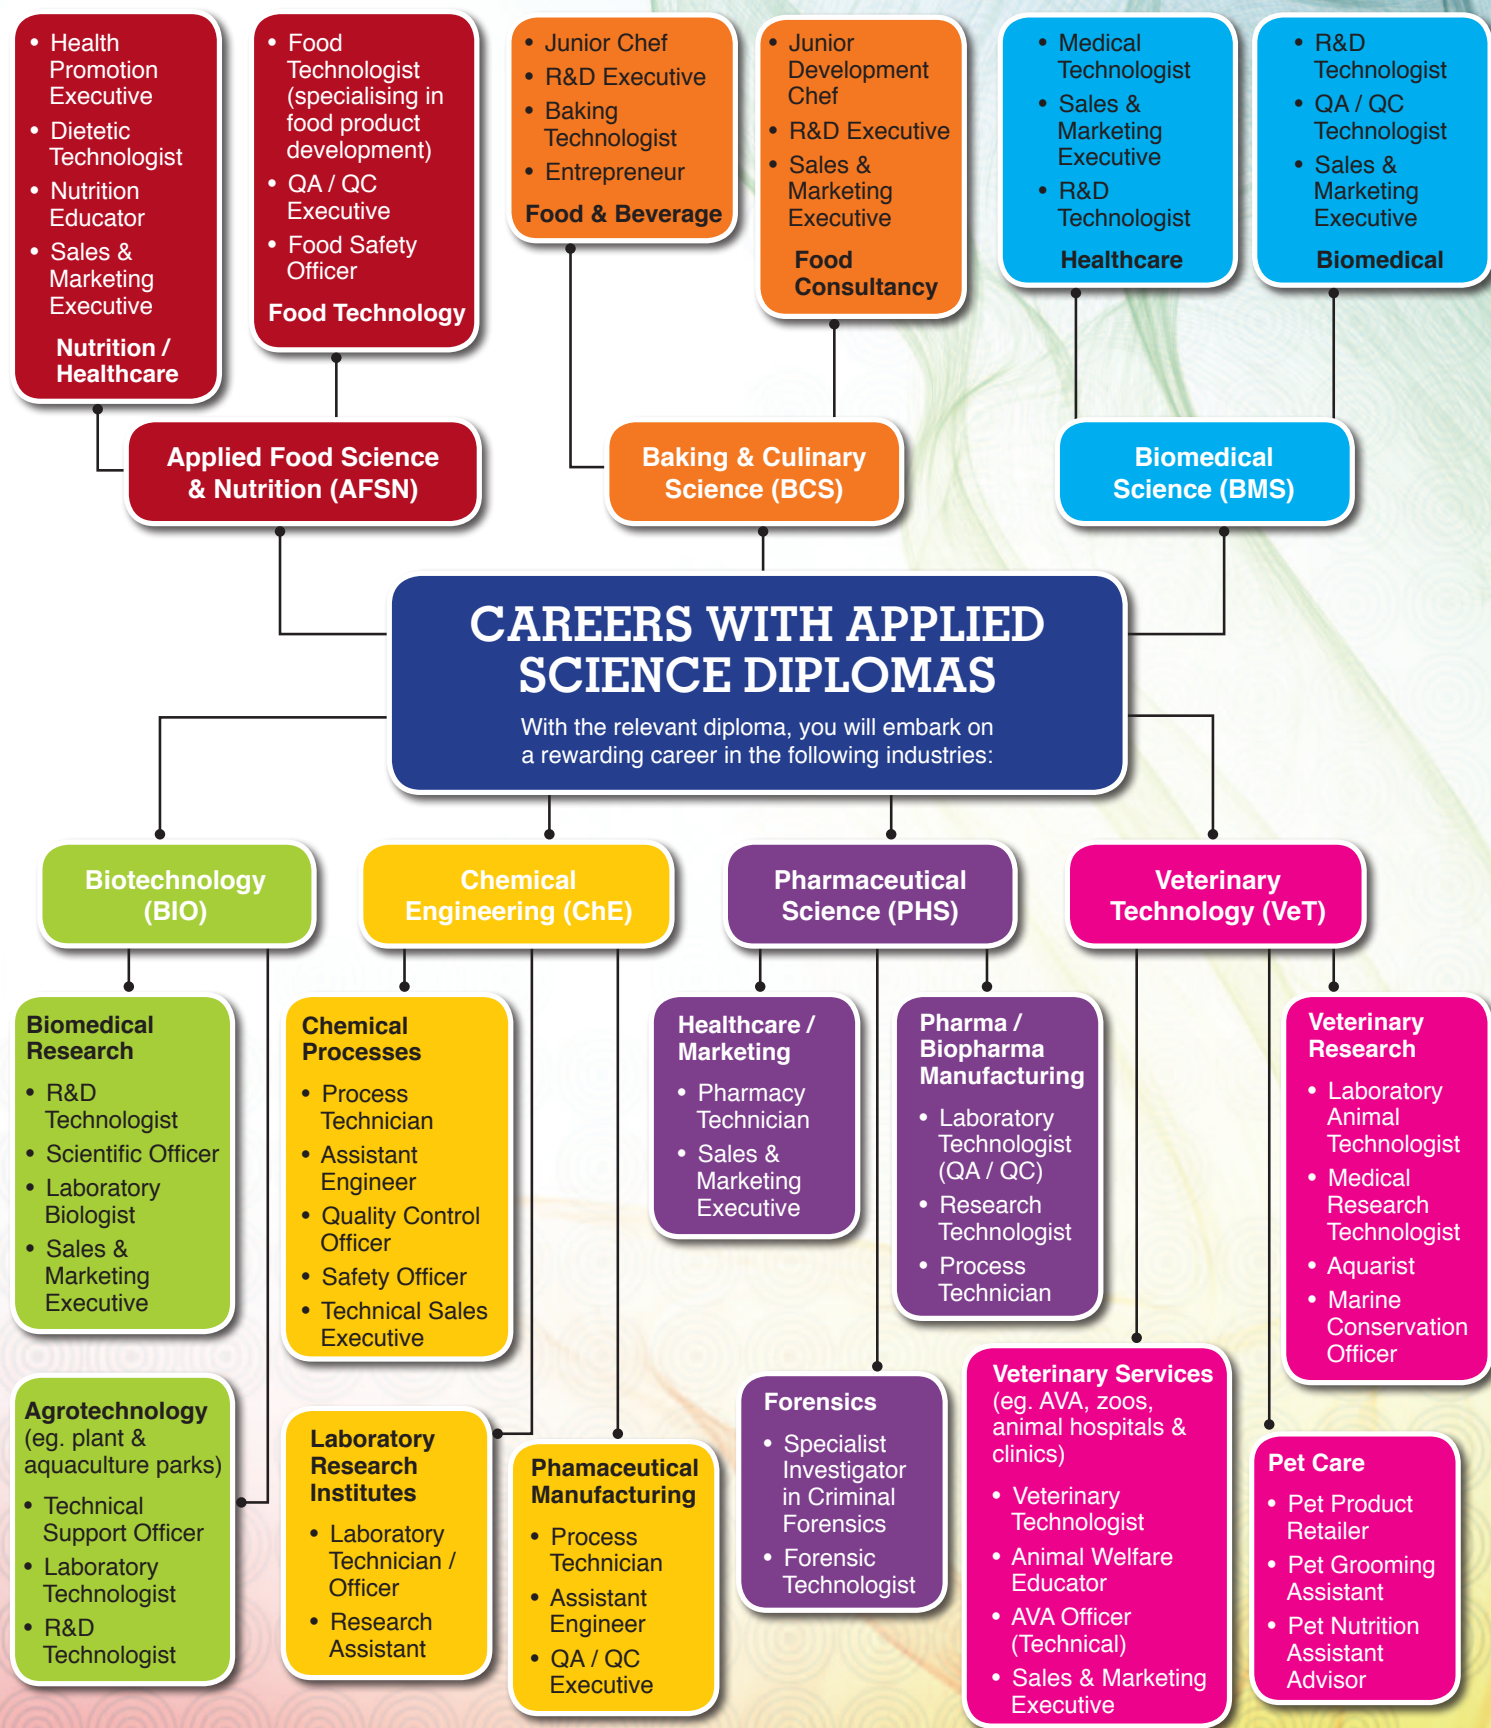 • Health
Promotion
Executive
• Dietetic
Technologist
• Nutrition
Educator
• Sales &
Marketing
Executive
Nutrition /
Healthcare
• Food
Technologist
(specialising in
food product
development)
• QA / QC
Executive
• Food Safety
Officer
Food Technology
• Junior Chef
• R&D Executive
• Baking
Technologist
• Entrepreneur
Food & Beverage
• Junior
Development
Chef
• R&D Executive
• Sales &
Marketing
Executive
Food
Consultancy
• Medical
Technologist
• Sales &
Marketing
Executive
• R&D
Technologist
Healthcare
• R&D
Technologist
• QA / QC
Technologist
• Sales &
Marketing
Executive
Biomedical
Applied Food Science
& Nutrition (AFSN)
Baking & Culinary
Science (BCS)
Biomedical
Science (BMS)
CAREERS WITH APPLIED
SCIENCE DIPLOMAS
With the relevant diploma, you will embark on
a rewarding career in the following industries:
Biotechnology
(BIO)
Chemical
Engineering (ChE)
Pharmaceutical
Science (PHS)
Veterinary
Technology (VeT)
Biomedical
Research
• R&D
Technologist
• Scientific Officer
• Laboratory
Biologist
• Sales &
Marketing
Executive
Chemical
Processes
• Process
Technician
• Assistant
Engineer
• Quality Control
Officer
• Safety Officer
• Technical Sales
Executive
Healthcare /
Marketing
• Pharmacy
Technician
• Sales &
Marketing
Executive
Pharma /
Biopharma
Manufacturing
• Laboratory
Technologist
(QA / QC)
• Research
Technologist
• Process
Technician
Veterinary
Research
• Laboratory
Animal
Technologist
• Medical
Research
Technologist
• Aquarist
• Marine
Conservation
Officer
Agrotechnology
(eg. plant &
aquaculture parks)
• Technical
Support Officer
• Laboratory
Technologist
• R&D
Technologist
Laboratory
Research
Institutes
• Laboratory
Technician /
Officer
• Research
Assistant
Phamaceutical
Manufacturing
• Process
Technician
• Assistant
Engineer
• QA / QC
Executive
Forensics
• Specialist
Investigator
in Criminal
Forensics
• Forensic
Technologist
Veterinary Services
(eg. AVA, zoos,
animal hospitals &
clinics)
• Veterinary
Technologist
• Animal Welfare
Educator
• AVA Officer
(Technical)
• Sales & Marketing
Executive
Pet Care
• Pet Product
Retailer
• Pet Grooming
Assistant
• Pet Nutrition
Assistant
Advisor